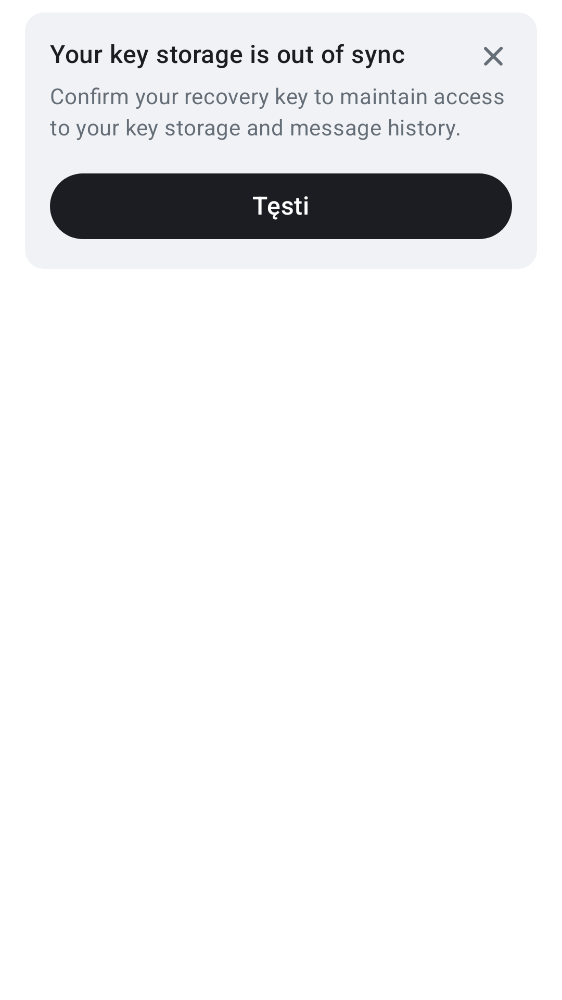 Your key storage is out of sync
Confirm your recovery key to maintain access
to your key storage and message history.
Tęsti